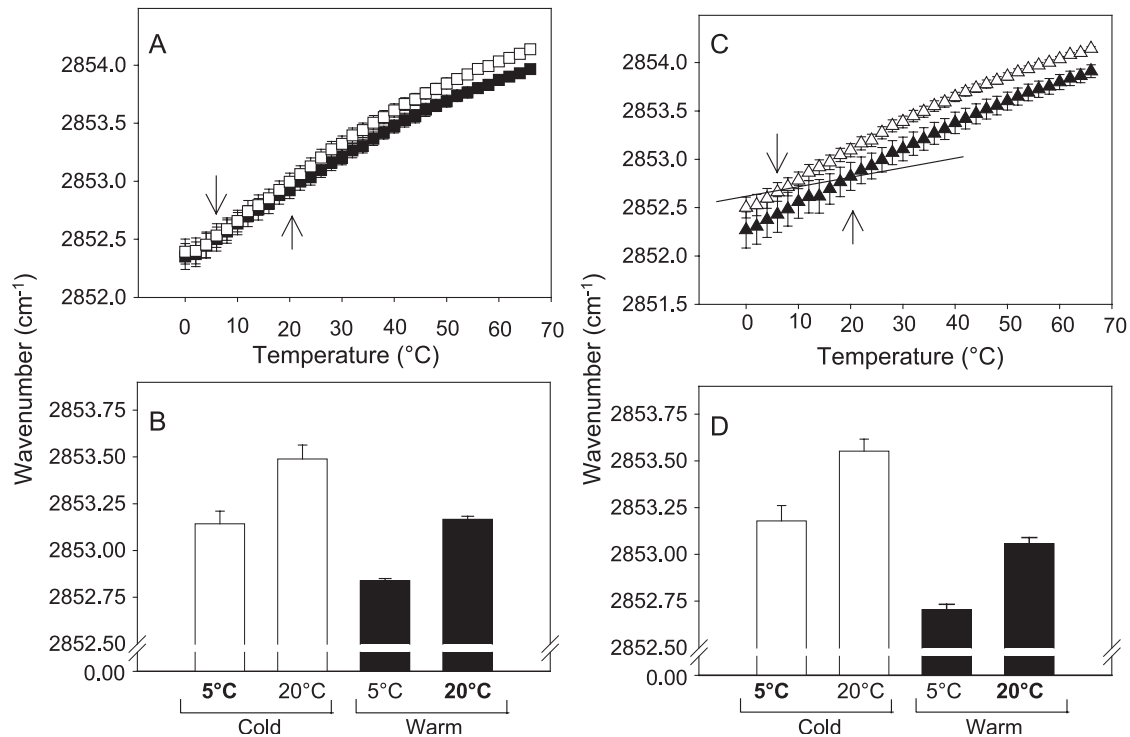 A
2854.0
2853.5
2853.0
2852.5
2852.0
0 10 20 30 40 50 60 70
Temperature (°C)
C
2854.0
2853.5
2853.0
2852.5
2852.0
2851.5
0 10 20 30 40 50 60 70
Temperature (°C)
Wavenumber (cm⁻¹)
Wavenumber (cm⁻¹)
B
2853.75
2853.50
2853.25
2853.00
2852.75
2852.50
0.00
5°C 20°C 5°C 20°C
Cold Warm
D
2853.75
2853.50
2853.25
2853.00
2852.75
2852.50
0.00
5°C 20°C 5°C 20°C
Cold Warm